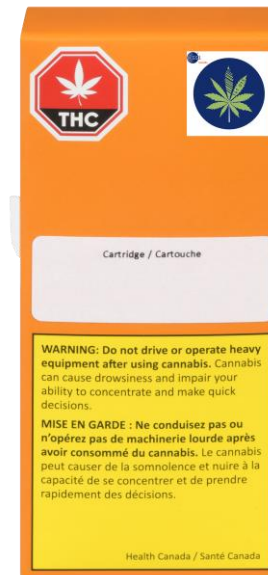 THC
Cartridge / Cartouche
WARNING: Do not drive or operate heavy
equipment after using cannabis. Cannabis
can cause drowsiness and impair your
ability to concentrate and make quick
decisions.
MISE EN GARDE : Ne conduisez pas ou
n'opérez pas de machinerie lourde après
avoir consommé du cannabis. Le cannabis
peut causer de la somnolence et nuire à la
capacité de se concentrer et de prendre
rapidement des décisions.
Health Canada / Santé Canada